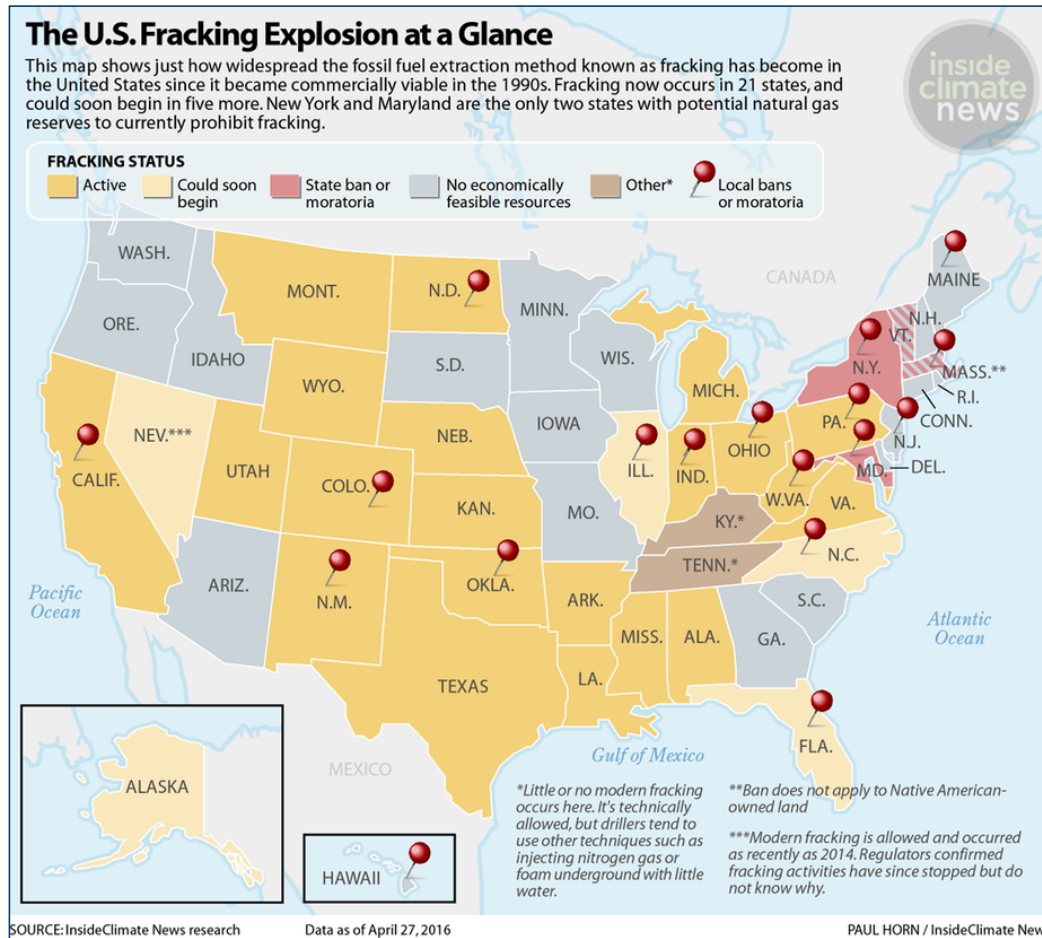 The U.S. Fracking Explosion at a Glance
This map shows just how widespread the fossil fuel extraction method known as fracking has become in
the United States since it became commercially viable in the 1990s. Fracking now occurs in 21 states, and
could soon begin in five more. New York and Maryland are the only two states with potential natural gas
reserves to currently prohibit fracking.
inside
climate
news
FRACKING STATUS
Active
Could soon
begin
State ban or
moratoria
No economically
feasible resources
Other*
Local bans
or moratoria
WASH.
MONT.
N.D.
MINN.
CANADA
MAINE
ORE.
IDAHO
S.D.
WIS.
MICH.
N.Y.
VT.
N.H.
MASS.**
R.I.
CONN.
WYO.
IOWA
NEB.
PA.
N.J.
NEV.***
CALIF.
UTAH
COLO.
KAN.
MO.
ILL.
IND.
OHIO
MD.
DEL.
W.VA.
VA.
KY.*
N.C.
TENN.*
ARIZ.
N.M.
OKLA.
ARK.
S.C.
Pacific
Ocean
Atlantic
Ocean
MISS.
ALA.
GA.
TEXAS
LA.
FLA.
Gulf of Mexico
MEXICO
ALASKA
HAWAII
*Little or no modern fracking
occurs here. It's technically
allowed, but drillers tend to
use other techniques such as
injecting nitrogen gas or
foam underground with little
water.
**Ban does not apply to Native American-
owned land
***Modern fracking is allowed and occurred
as recently as 2014. Regulators confirmed
fracking activities have since stopped but do
not know why.
SOURCE: InsideClimate News research
Data as of April 27, 2016
PAUL HORN / InsideClimate New